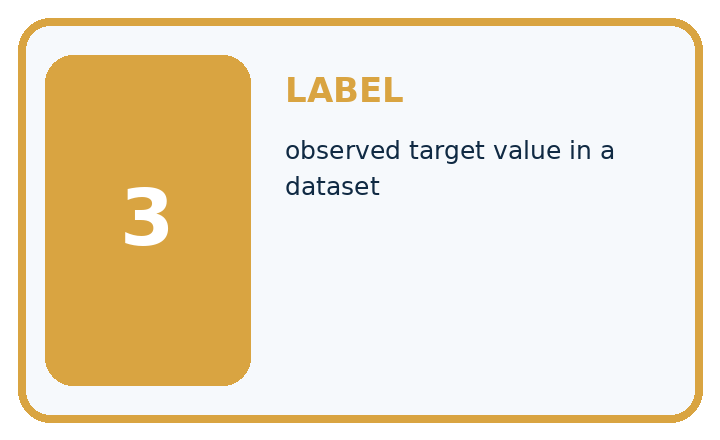 3
LABEL
observed target value in a
dataset